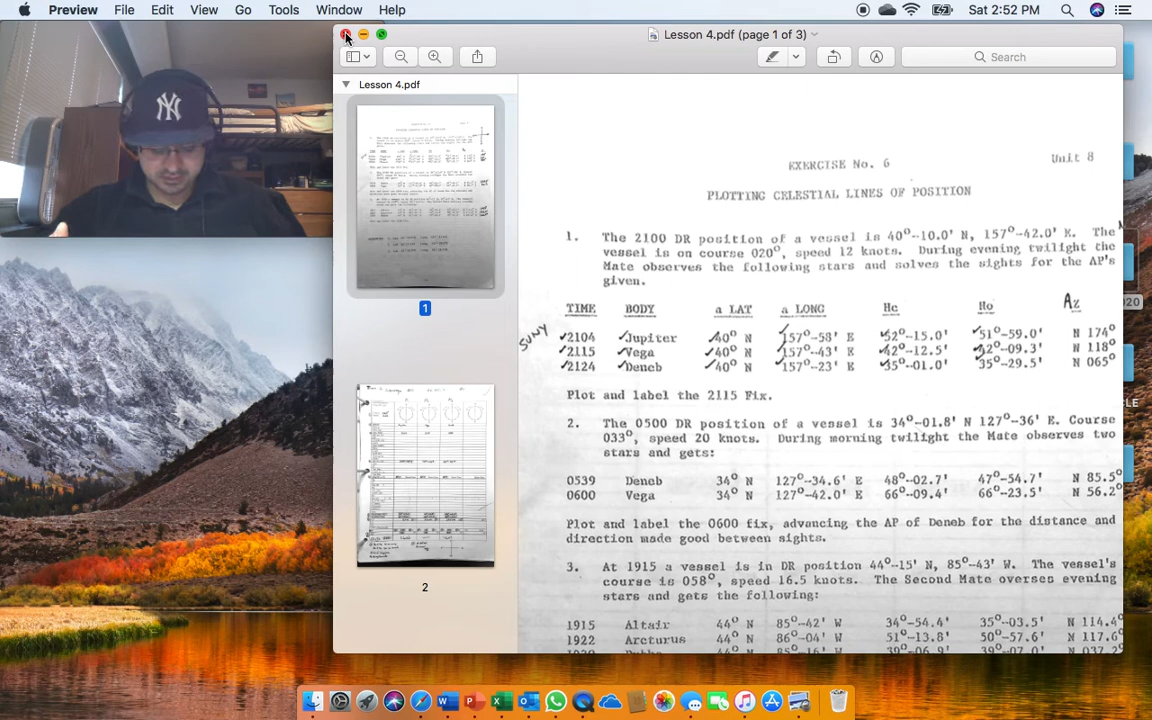 Preview File Edit View Go Tools Window Help
Sat 2:52 PM
Lesson 4.pdf (page 1 of 3)
Search
Lesson 4.pdf
1
2
EXERCISE No. 6
Unit 8
PLOTTING CELESTIAL LINES OF POSITION
1. The 2100 DR position of a vessel is 40°-10.0' N, 157°-42.0' E. The
vessel is on course 020°, speed 12 knots. During evening twilight the
Mate observes the following stars and solves the sights for the AP's
given.
TIME BODY a LAT a LONG Hc Ho Az
SUNY
2104 Jupiter 40° N 157°-58' E 52°-15.0' 51°-59.0' N 174°
2115 Vega 40° N 157°-43' E 42°-12.5' 42°-09.3' N 118°
2124 Deneb 40° N 157°-23' E 35°-01.0' 35°-29.5' N 065°
Plot and label the 2115 Fix.
2. The 0500 DR position of a vessel is 34°-01.8' N 127°-36' E. Course
033°, speed 20 knots. During morning twilight the Mate observes two
stars and gets:
0539 Deneb 34° N 127°-34.6' E 48°-02.7' 47°-54.7' N 85.5°
0600 Vega 34° N 127°-42.0' E 66°-09.4' 66°-23.5' N 56.2°
Plot and label the 0600 fix, advancing the AP of Deneb for the distance and
direction made good between sights.
3. At 1915 a vessel is in DR position 44°-15' N, 85°-43' W. The vessel's
course is 058°, speed 16.5 knots. The Second Mate overses evening
stars and gets the following:
1915 Altair 44° N 85°-42' W 34°-54.4' 35°-03.5' N 114.4°
1922 Arcturus 44° N 86°-04' W 51°-13.8' 50°-57.6' N 117.6°
020
CLE